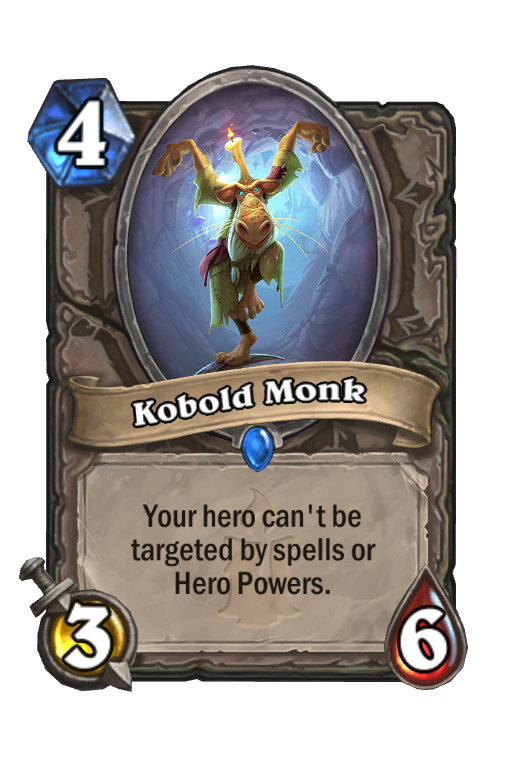 4
Kobold Monk
Your hero can't be
targeted by spells or
Hero Powers.
3
6